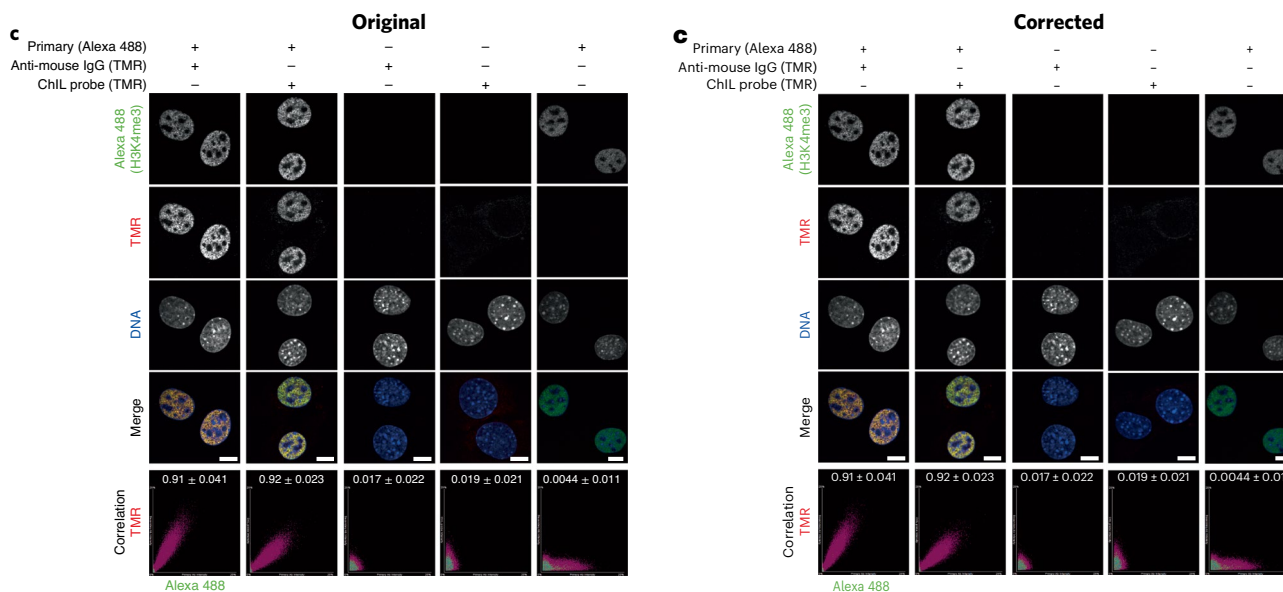 Original
c
Primary (Alexa 488) + + – – +
Anti-mouse IgG (TMR) + – + – –
ChIL probe (TMR) – + – + –
Alexa 488
(H3K4me3)
TMR
DNA
Merge
Correlation
TMR
0.91 ± 0.041 0.92 ± 0.023 0.017 ± 0.022 0.019 ± 0.021 0.0044 ± 0.011
Alexa 488
Corrected
c
Primary (Alexa 488) + + – – +
Anti-mouse IgG (TMR) + – + – –
ChIL probe (TMR) – + – + –
Alexa 488
(H3K4me3)
TMR
DNA
Merge
Correlation
TMR
0.91 ± 0.041 0.92 ± 0.023 0.017 ± 0.022 0.019 ± 0.021 0.0044 ± 0.0
Alexa 488